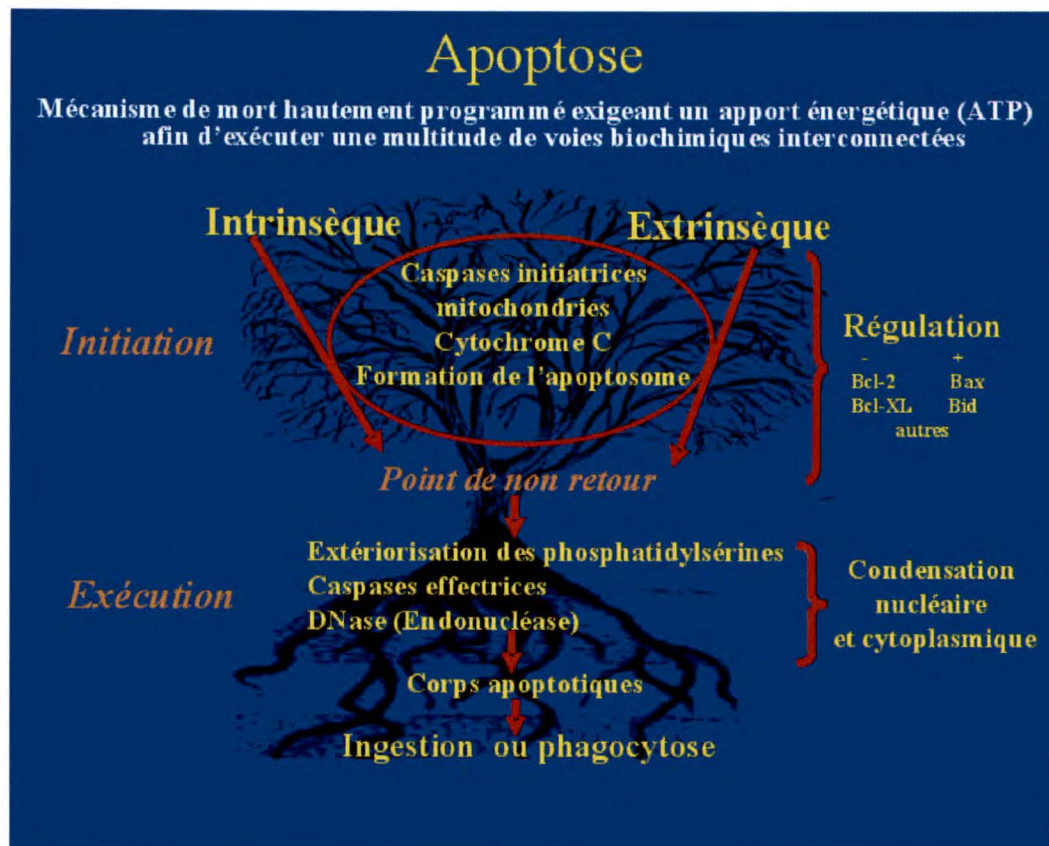 Apoptose
Mécanisme de mort hautement programmé exigeant un apport énergétique (ATP)
afin d'exécuter une multitude de voies biochimiques interconnectées
Intrinsèque
Extrinsèque
Caspases initiatrices
mitochondries
Cytochrome C
Formation de l'apoptosome
Initiation
Régulation
- +
Bcl-2 Bax
Bcl-XL Bid
autres
Point de non retour
Extériorisation des phosphatidylsérines
Caspases effectrices
DNase (Endonucléase)
Exécution
Condensation
nucléaire
et cytoplasmique
Corps apoptotiques
Ingestion ou phagocytose